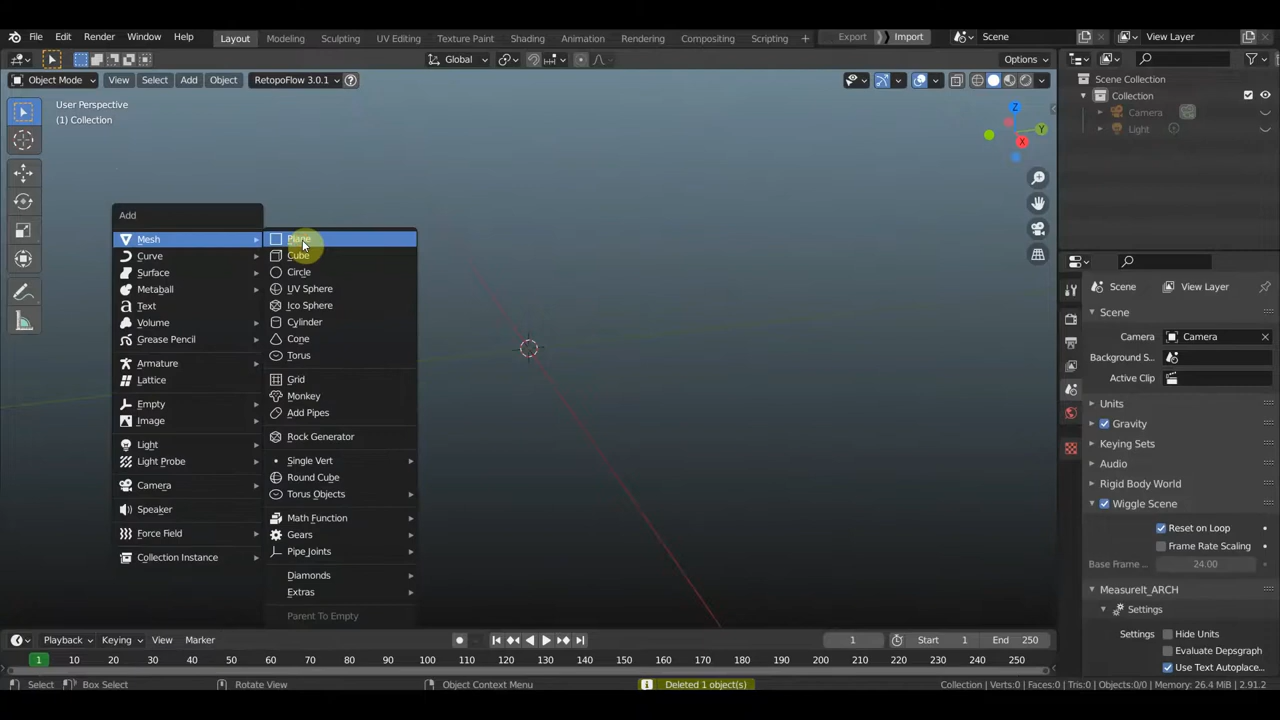 File Edit Render Window Help Layout Modeling Sculpting UV Editing Texture Paint Shading Animation Rendering Compositing Scripting + Export Import Scene View Layer
Global Options
Object Mode View Select Add Object RetopoFlow 3.0.1
User Perspective
(1) Collection
Z
Y
X
Add
Mesh
Curve
Surface
Metaball
Text
Volume
Grease Pencil
Armature
Lattice
Empty
Image
Light
Light Probe
Camera
Speaker
Force Field
Collection Instance
Plane
Cube
Circle
UV Sphere
Ico Sphere
Cylinder
Cone
Torus
Grid
Monkey
Add Pipes
Rock Generator
Single Vert
Round Cube
Torus Objects
Math Function
Gears
Pipe Joints
Diamonds
Extras
Parent To Empty
Scene Collection
Collection
Camera
Light
Scene View Layer
Scene
Camera Camera
Background S...
Active Clip
Units
Gravity
Keying Sets
Audio
Rigid Body World
Wiggle Scene
Reset on Loop
Frame Rate Scaling
Base Frame ... 24.00
MeasureIt_ARCH
Settings
Settings Hide Units
Evaluate Depsgraph
Use Text Autoplace...
Playback Keying View Marker 1 Start 1 End 250
1 10 20 30 40 50 60 70 80 90 100 110 120 130 140 150 160 170 180 190 200 210 220 230 240 250
Select Box Select Rotate View Object Context Menu Deleted 1 object(s) Collection | Verts:0 | Faces:0 | Tris:0 | Objects:0/0 | Memory: 26.4 MiB | 2.91.2